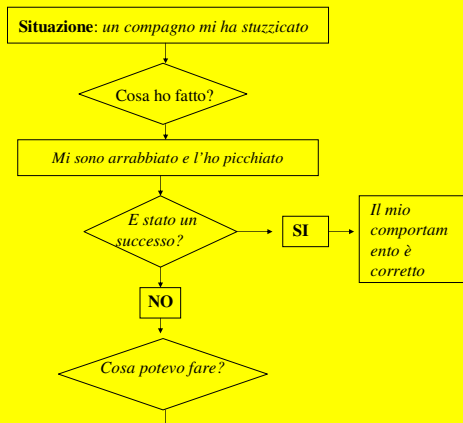 Situazione: un compagno mi ha stuzzicato
Cosa ho fatto?
Mi sono arrabbiato e l'ho picchiato
E stato un
successo?
SI
Il mio
comportam
ento è
corretto
NO
Cosa potevo fare?